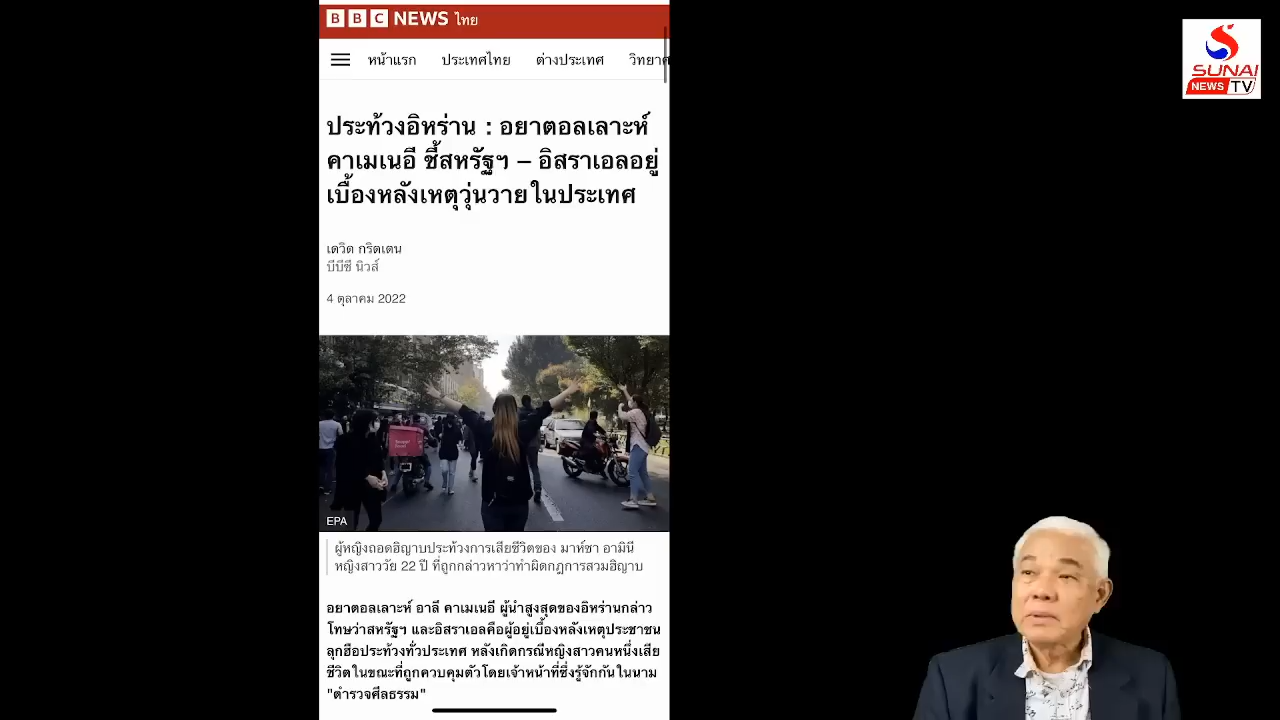 BBC NEWS ไทย
หน้าแรก ประเทศไทย ต่างประเทศ
SUNAI
NEWS TV
ประท้วงอิหร่าน : อยาตอลเลาะห์
คาเมเนอี ชี้สหรัฐฯ – อิสราเอลอยู่
เบื้องหลังเหตุวุ่นวายในประเทศ
เดวิด กริตเตน
บีบีซี นิวส์
4 ตุลาคม 2022
EPA
ผู้หญิงถอดฮิญาบประท้วงการเสียชีวิตของ มาห์ซา อามินี
หญิงสาววัย 22 ปี ที่ถูกกล่าวหาว่าทำผิดกฎการสวมฮิญาบ
อยาตอลเลาะห์ อาลี คาเมเนอี ผู้นำสูงสุดของอิหร่านกล่าว
โทษว่าสหรัฐฯ และอิสราเอลคือผู้อยู่เบื้องหลังเหตุประชาชน
ลุกฮือประท้วงทั่วประเทศ หลังเกิดกรณีหญิงสาวคนหนึ่งเสีย
ชีวิตในขณะที่ถูกควบคุมตัวโดยเจ้าหน้าที่ซึ่งรู้จักกันในนาม
"ตำรวจศีลธรรม"